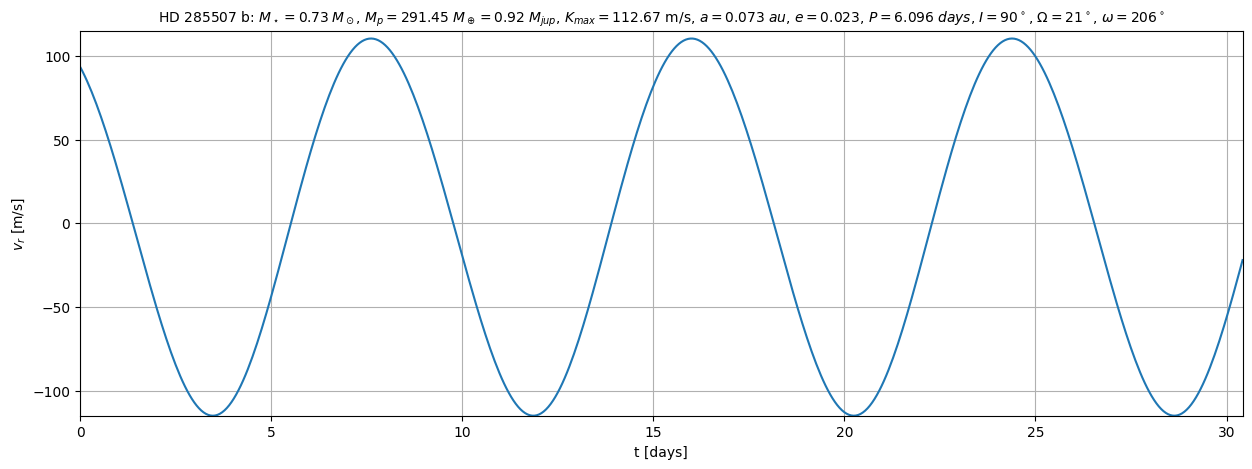 HD 285507 b: M⋆ = 0.73 M⊙, Mp = 291.45 M⊕ = 0.92 Mjup, Kmax = 112.67 m/s, a = 0.073 au, e = 0.023, P = 6.096 days, I = 90°, Ω = 21°, ω = 206°
100
50
0
−50
−100
vr [m/s]
0 5 10 15 20 25 30
t [days]